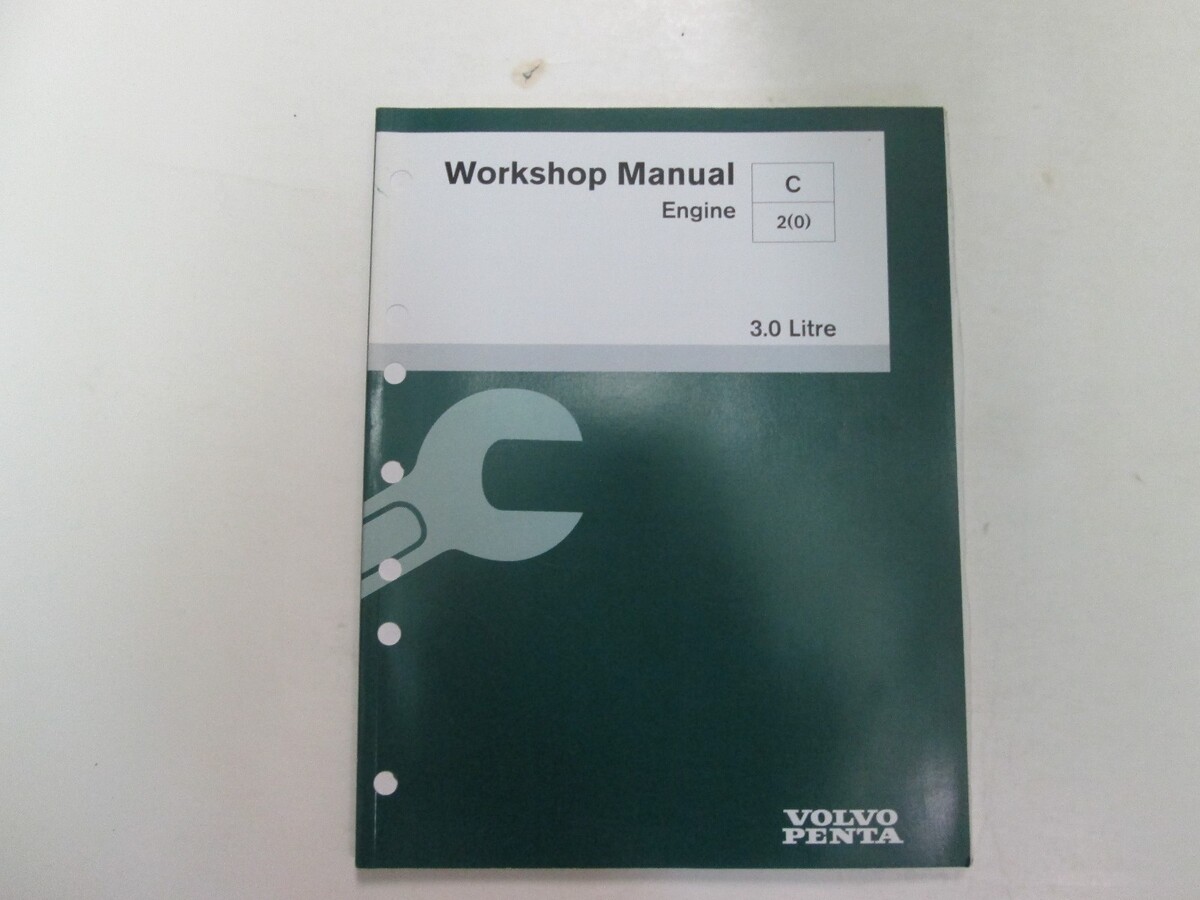 Workshop Manual
Engine
C
2(0)
3.0 Litre
VOLVO
PENTA